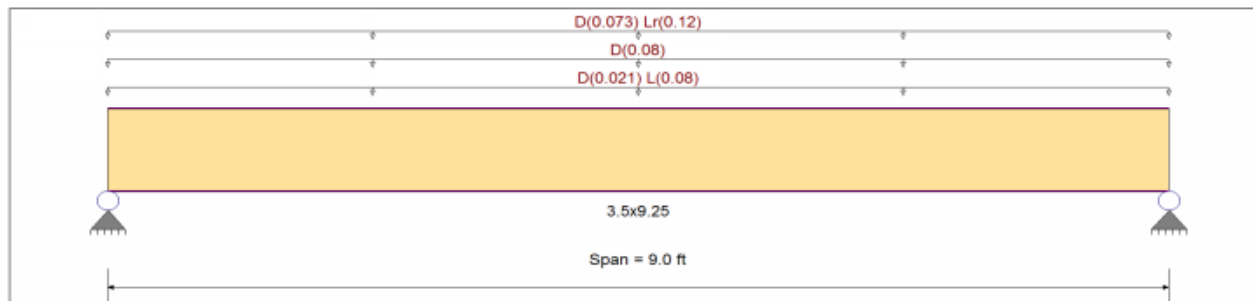 D(0.073) Lr(0.12)
D(0.08)
D(0.021) L(0.08)
3.5x9.25
Span = 9.0 ft